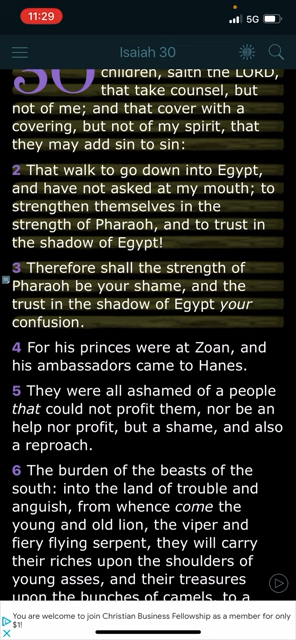 11:29
5G
Isaiah 30
30 children, saith the LORD,
that take counsel, but
not of me; and that cover with a
covering, but not of my spirit, that
they may add sin to sin:
2 That walk to go down into Egypt,
and have not asked at my mouth; to
strengthen themselves in the
strength of Pharaoh, and to trust in
the shadow of Egypt!
3 Therefore shall the strength of
Pharaoh be your shame, and the
trust in the shadow of Egypt your
confusion.
4 For his princes were at Zoan, and
his ambassadors came to Hanes.
5 They were all ashamed of a people
that could not profit them, nor be an
help nor profit, but a shame, and also
a reproach.
6 The burden of the beasts of the
south: into the land of trouble and
anguish, from whence come the
young and old lion, the viper and
fiery flying serpent, they will carry
their riches upon the shoulders of
young asses, and their treasures
upon the bunches of camels, to a
You are welcome to join Christian Business Fellowship as a member for only
$1!